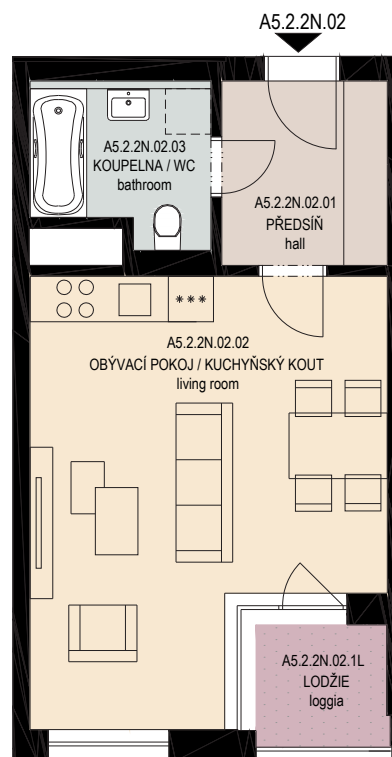 A5.2.2N.02
A5.2.2N.02.03
KOUPELNA / WC
bathroom
A5.2.2N.02.01
PŘEDSÍŇ
hall
***
A5.2.2N.02.02
OBÝVACÍ POKOJ / KUCHYŇSKÝ KOUT
living room
A5.2.2N.02.1L
LODŽIE
loggia